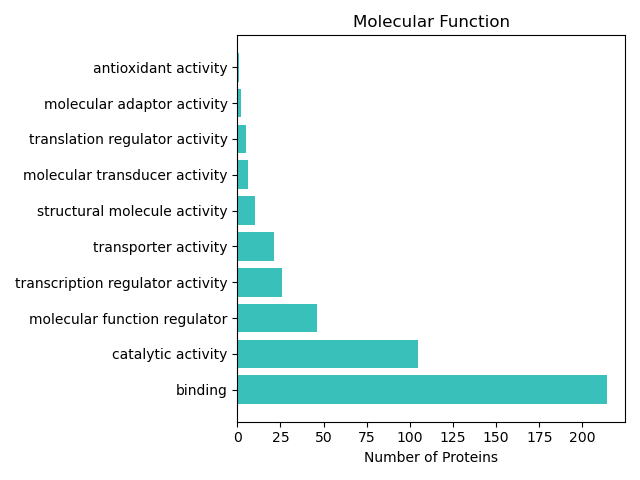 Molecular Function
antioxidant activity
molecular adaptor activity
translation regulator activity
molecular transducer activity
structural molecule activity
transporter activity
transcription regulator activity
molecular function regulator
catalytic activity
binding
0 25 50 75 100 125 150 175 200
Number of Proteins